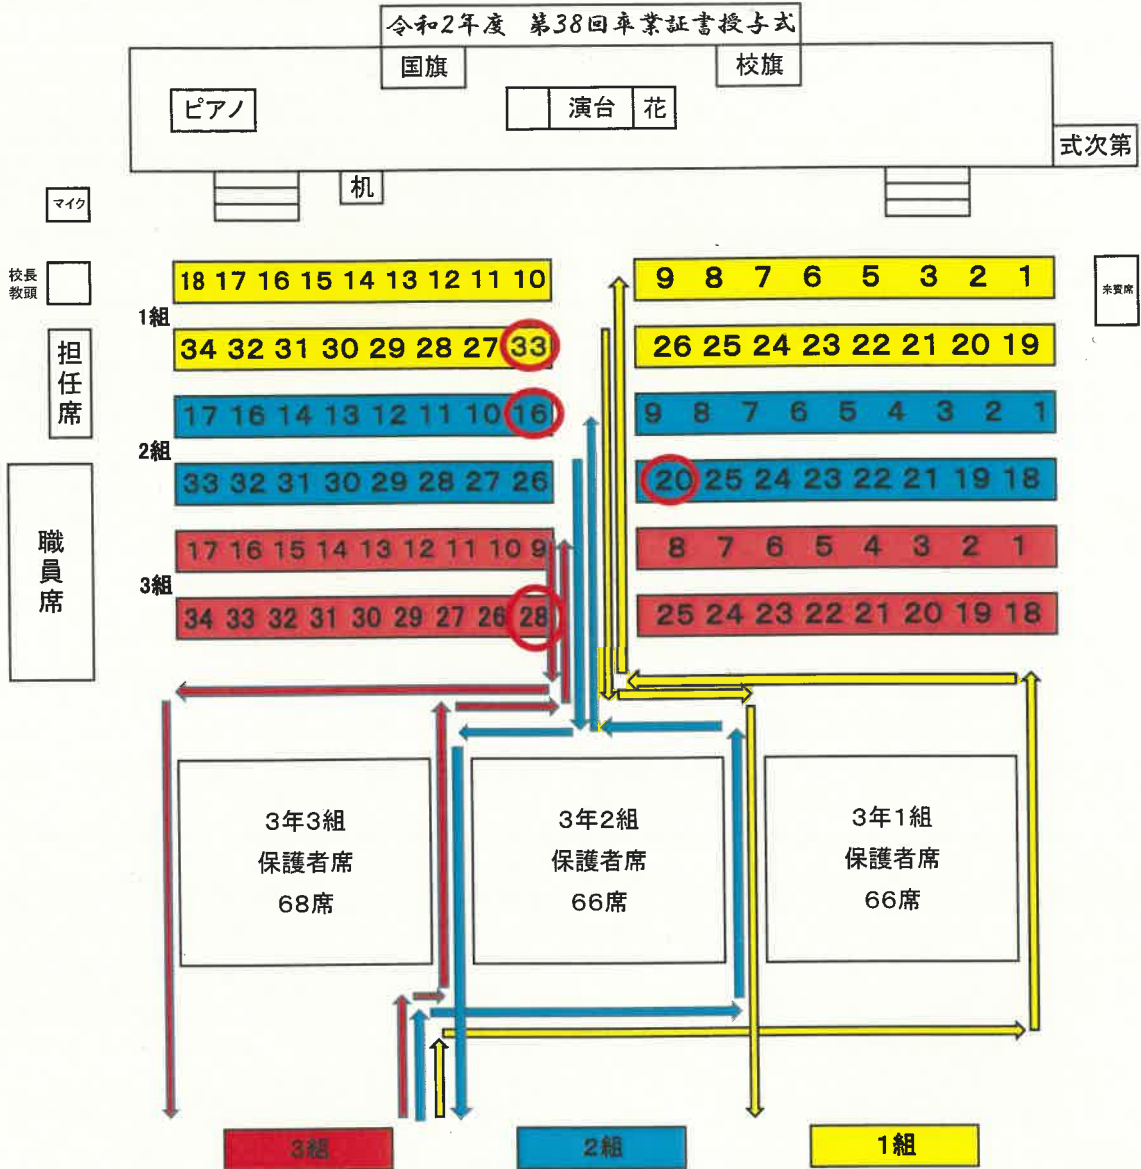 令和2年度 第38回卒業証書授与式
国旗 校旗
ピアノ 演台 花
式次第
机
マイク
校長
教頭
来賓席
18 17 16 15 14 13 12 11 10 9 8 7 6 5 3 2 1
1組
34 32 31 30 29 28 27 33 26 25 24 23 22 21 20 19
担任席
17 16 14 13 12 11 10 16 9 8 7 6 5 4 3 2 1
2組
33 32 31 30 29 28 27 26 20 25 24 23 22 21 19 18
職員席
17 16 15 14 13 12 11 10 9 8 7 6 5 4 3 2 1
3組
34 33 32 31 30 29 27 26 28 25 24 23 22 21 20 19 18
3年3組
保護者席
68席
3年2組
保護者席
66席
3年1組
保護者席
66席
3組 2組 1組